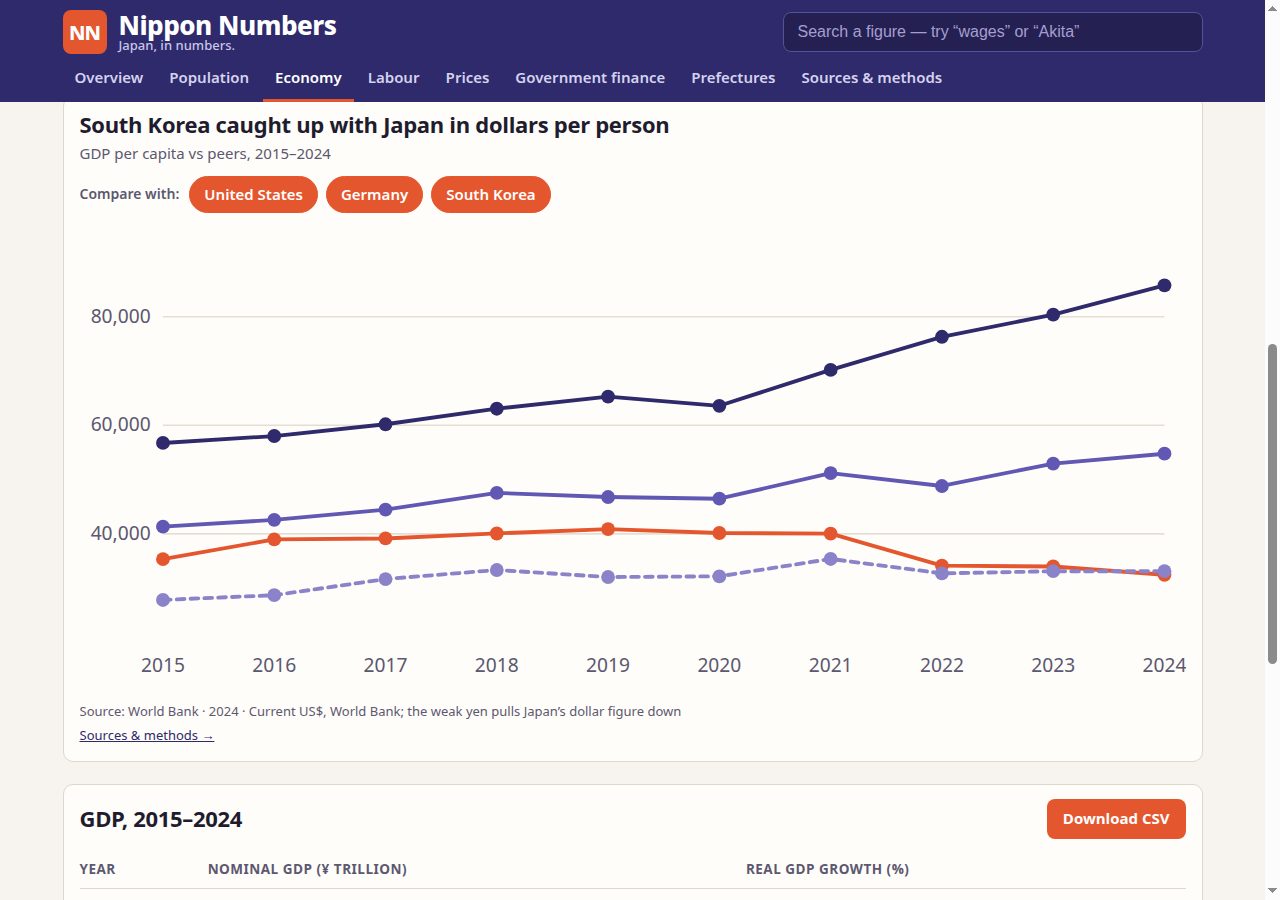 NN
Nippon Numbers
Japan, in numbers.
Search a figure — try “wages” or “Akita”
Overview Population Economy Labour Prices Government finance Prefectures Sources & methods
South Korea caught up with Japan in dollars per person
GDP per capita vs peers, 2015–2024
Compare with: United States Germany South Korea
80,000
60,000
40,000
2015 2016 2017 2018 2019 2020 2021 2022 2023 2024
Source: World Bank · 2024 · Current US$, World Bank; the weak yen pulls Japan’s dollar figure down
Sources & methods →
GDP, 2015–2024
Download CSV
YEAR NOMINAL GDP (¥ TRILLION) REAL GDP GROWTH (%)